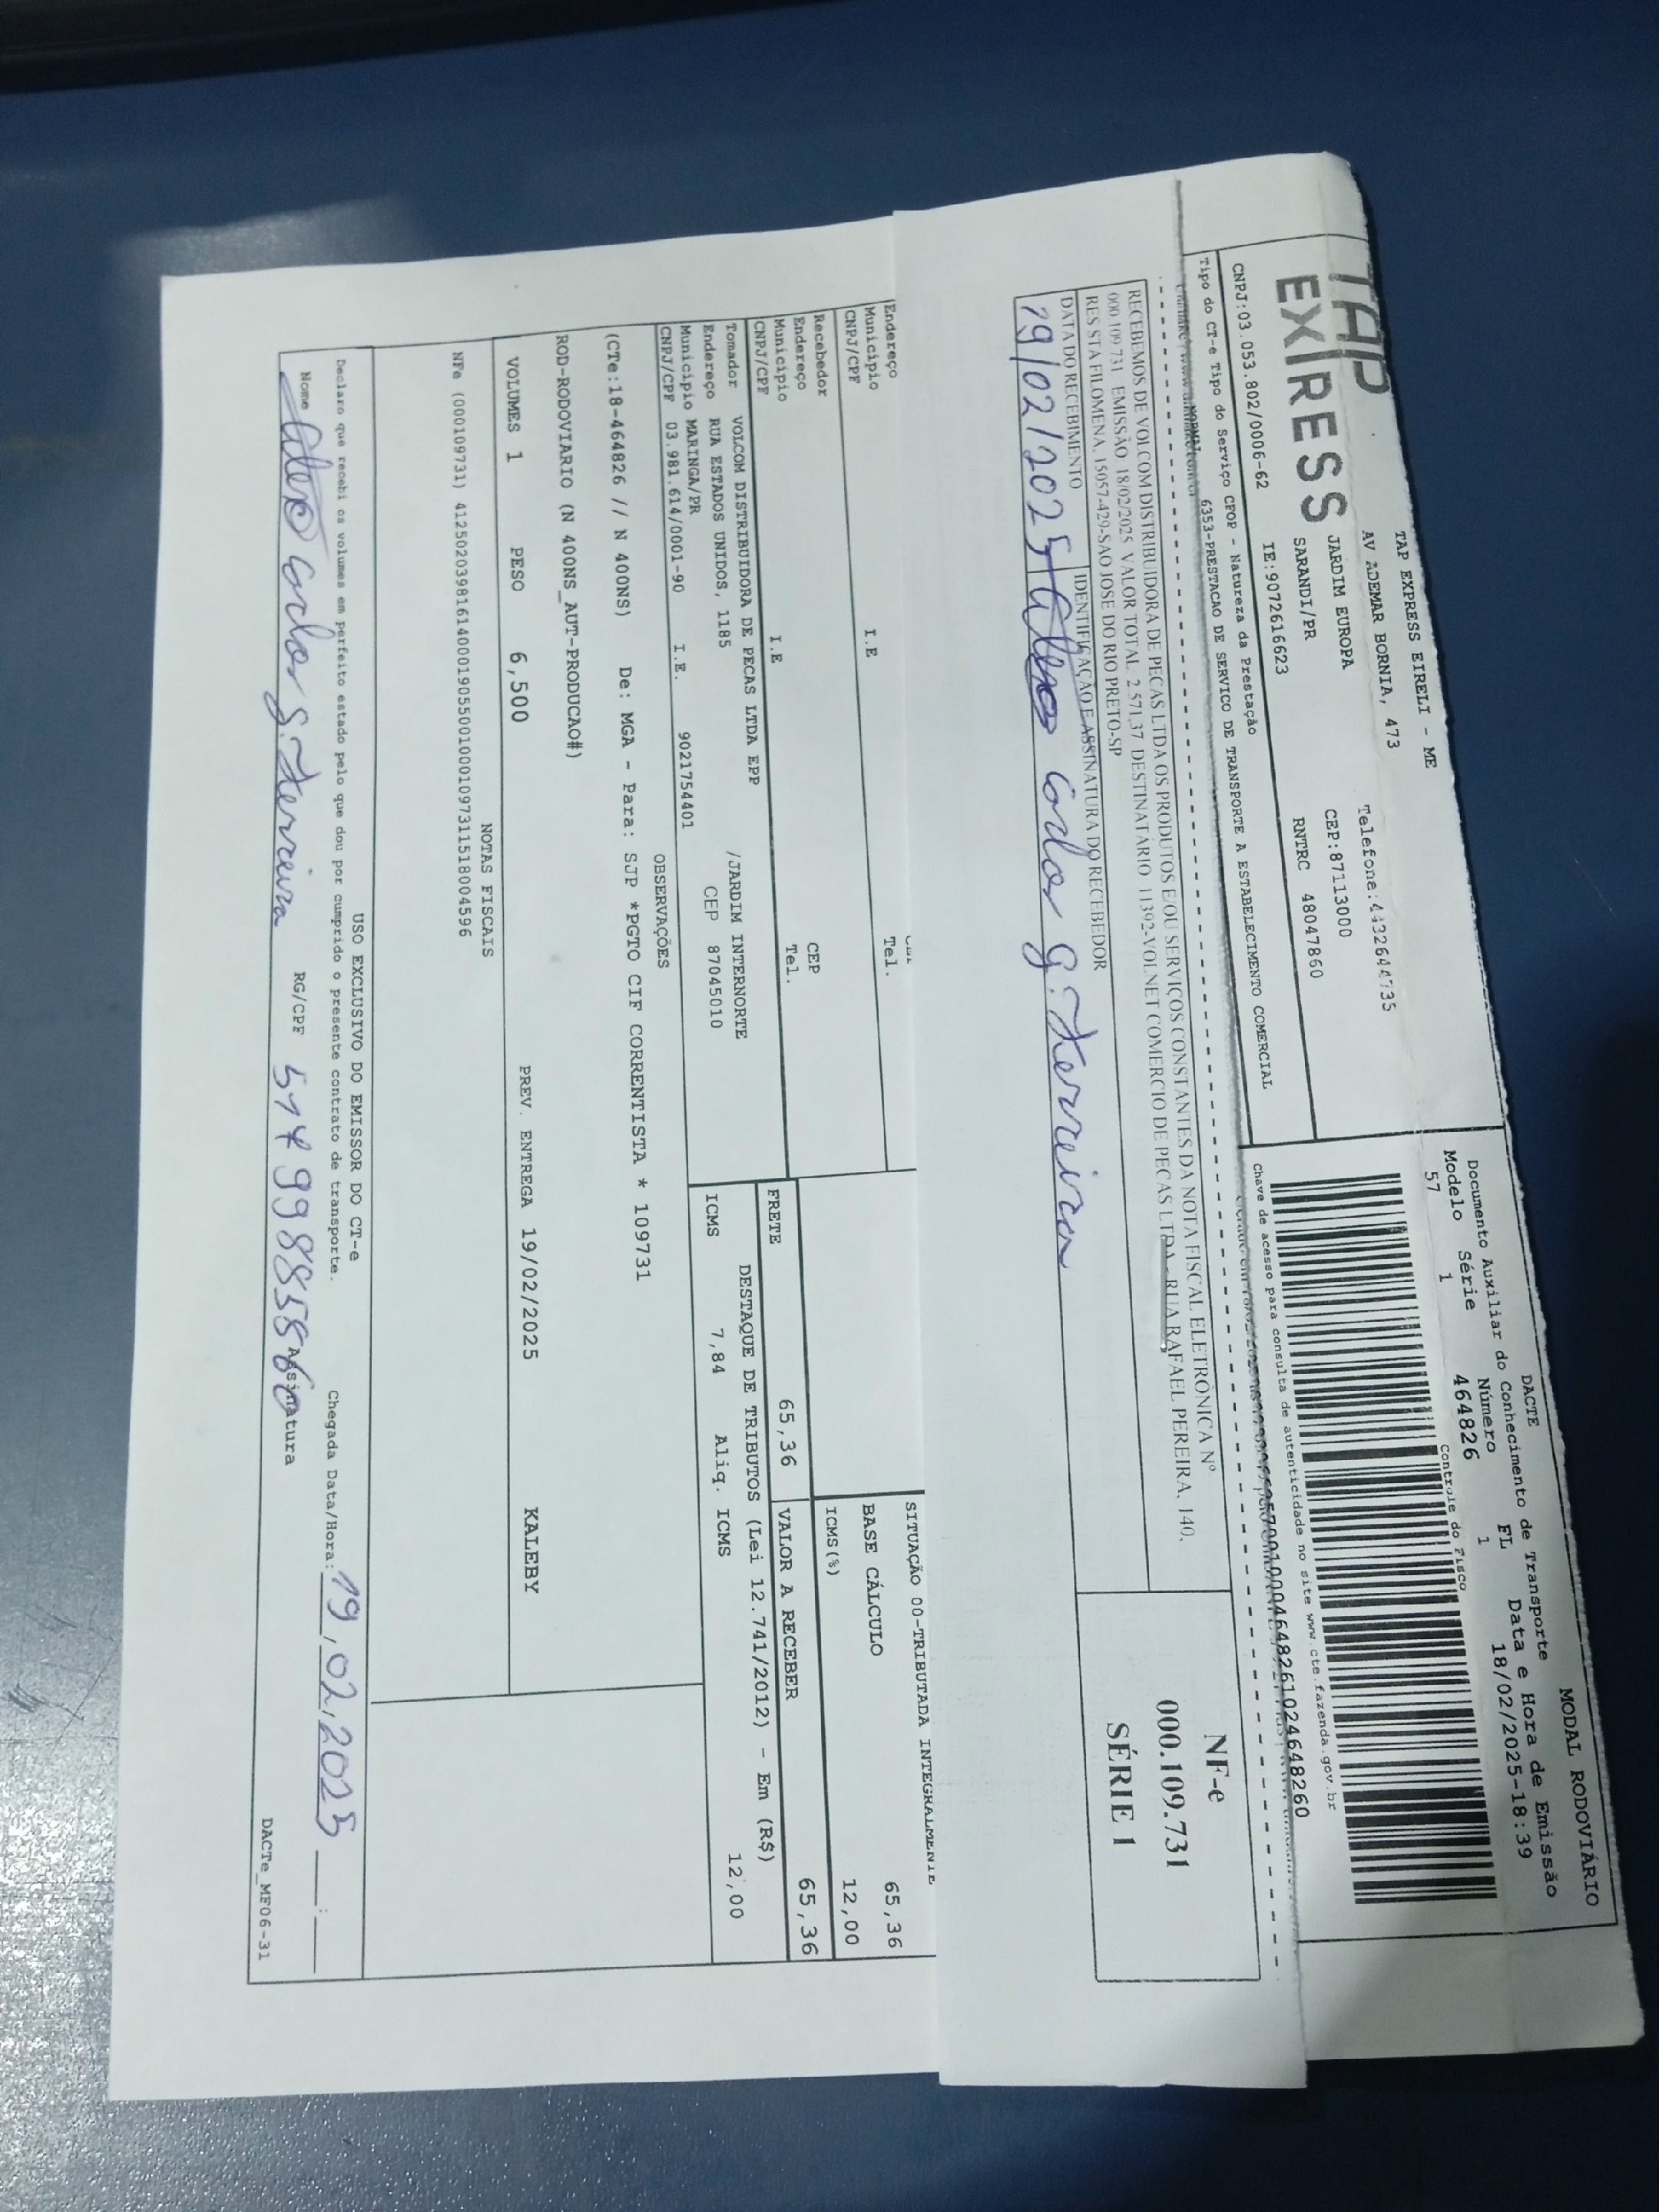 MODAL RODOVIÁRIO
TAP EXPRESS EIRELI - ME
AV ADEMAR BORNIA, 473
JARDIM EUROPA
SARANDI/PR
TAP
EX/RESS
CNPJ:03.053.802/0006-62 IE:9072616623
CEP:87113000
RNTRC 48047860
DACTE
Documento Auxiliar do Conhecimento de Transporte
Modelo Série Número FL Data e Hora de Emissão
57 1 464826 1 18/02/2025-18:39
Controle do Fisco
Chave de acesso para consulta de autenticidade no site www.cte.fazenda.gov.br
Tipo do CT-e Tipo do Serviço CFOP - Natureza da Prestação
6353-PRESTACAO DE SERVICO DE TRANSPORTE A ESTABELECIMENTO COMERCIAL
RECEBEMOS DE VOLCOM DISTRIBUIDORA DE PECAS LTDA OS PRODUTOS E/OU SERVIÇOS CONSTANTES DA NOTA FISCAL ELETRÔNICA Nº
000.109.731 EMISSÃO 18/02/2025 VALOR TOTAL 2.571,37 DESTINATÁRIO 11392-VOLNET COMERCIO DE PECAS LTDA - RUA RAFAEL PEREIRA, 140,
RES STA FILOMENA, 15057-429-SAO JOSE DO RIO PRETO-SP
DATA DO RECEBIMENTO
IDENTIFICAÇÃO E ASSINATURA DO RECEBEDOR
19/02/2025
NF-e
000.109.731
SÉRIE 1
Endereço Tel.
Município
CNPJ/CPF I.E
Recebedor
Endereço CEP
Município Tel.
CNPJ/CPF I.E
SITUAÇÃO 00-TRIBUTADA INTEGRALMENTE
BASE CÁLCULO 65,36
ICMS(%) 12,00
FRETE 65,36 VALOR A RECEBER 65,36
Tomador VOLCOM DISTRIBUIDORA DE PECAS LTDA EPP
Endereço RUA ESTADOS UNIDOS, 1185 /JARDIM INTERNORTE
Município MARINGA/PR CEP 87045010
CNPJ/CPF 03.981.614/0001-90 I.E. 9021754401
DESTAQUE DE TRIBUTOS (Lei 12.741/2012) - Em (R$)
ICMS 7,84 Aliq. ICMS 12,00
OBSERVAÇÕES
(CTe:18-464826 // N 400NS) De: MGA - Para: SJP *PGTO CIF CORRENTISTA * 109731
ROD-RODOVIARIO (N 400NS_AUT-PRODUCAO#)
VOLUMES 1 PESO 6,500 PREV. ENTREGA 19/02/2025 KALEBY
NOTAS FISCAIS
NFe (000109731) 41250203981614000190550010001097311518004596
USO EXCLUSIVO DO EMISSOR DO CT-e
Declaro que recebi os volumes em perfeito estado pelo que dou por cumprido o presente contrato de transporte. Chegada Data/Hora: 19,02,2025 __:__
Nome RG/CPF Assinatura
DACTe_MF06-31